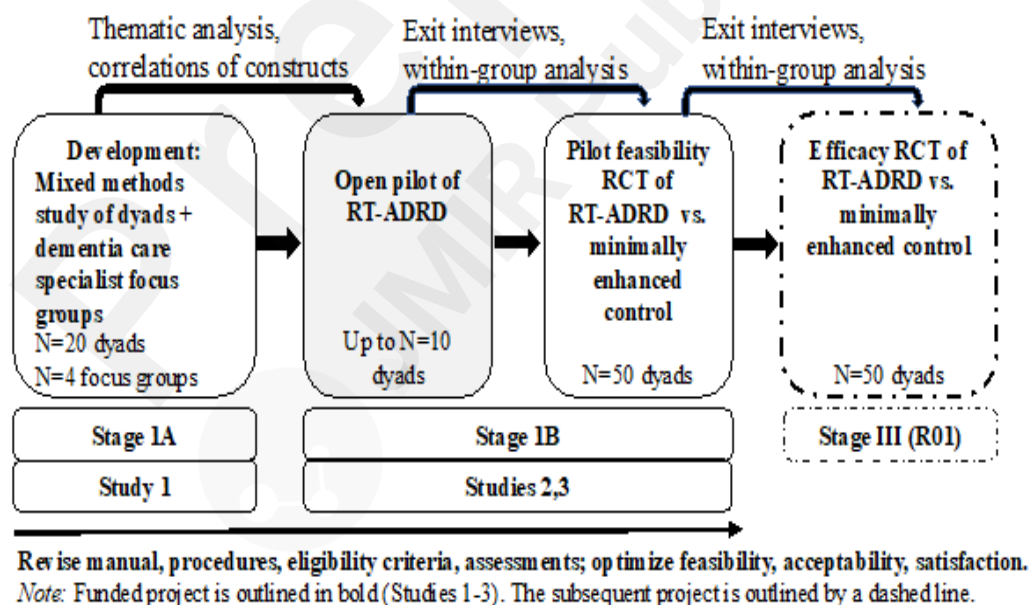 Thematic analysis,
correlations of constructs
Exit interviews,
within-group analysis
Exit interviews,
within-group analysis
Development:
Mixed methods
study of dyads +
dementia care
specialist focus
groups
N=20 dyads
N=4 focus groups
Open pilot of
RT-ADRD
Up to N=10
dyads
Pilot feasibility
RCT of
RT-ADRD vs.
minimally
enhanced
control
N=50 dyads
Efficacy RCT of
RT-ADRD vs.
minimally
enhanced control
N=50 dyads
Stage 1A
Stage 1B
Stage III (R01)
Study 1
Studies 2,3
Revise manual, procedures, eligibility criteria, assessments; optimize feasibility, acceptability, satisfaction.
Note: Funded project is outlined in bold (Studies 1-3). The subsequent project is outlined by a dashed line.